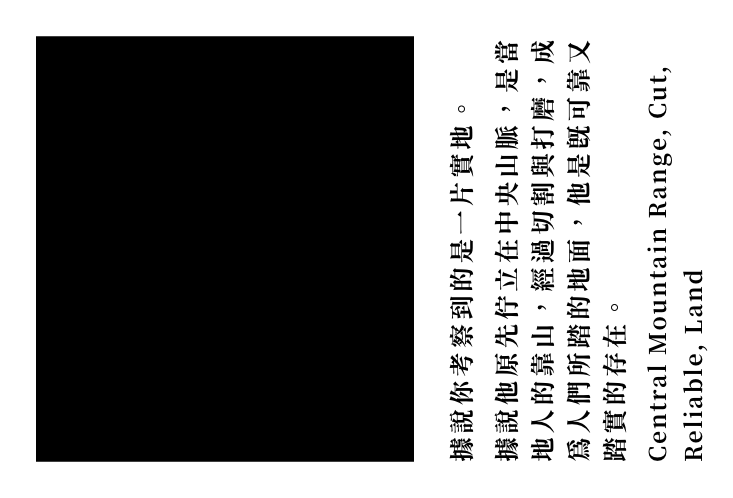 據說你考察到的是一片實地。
據說他原先佇立在中央山脈，是當
地人的靠山，經過切割與打磨，成
爲人們所踏的地面，他是既可靠又
踏實的存在。
Central Mountain Range, Cut,
Reliable, Land